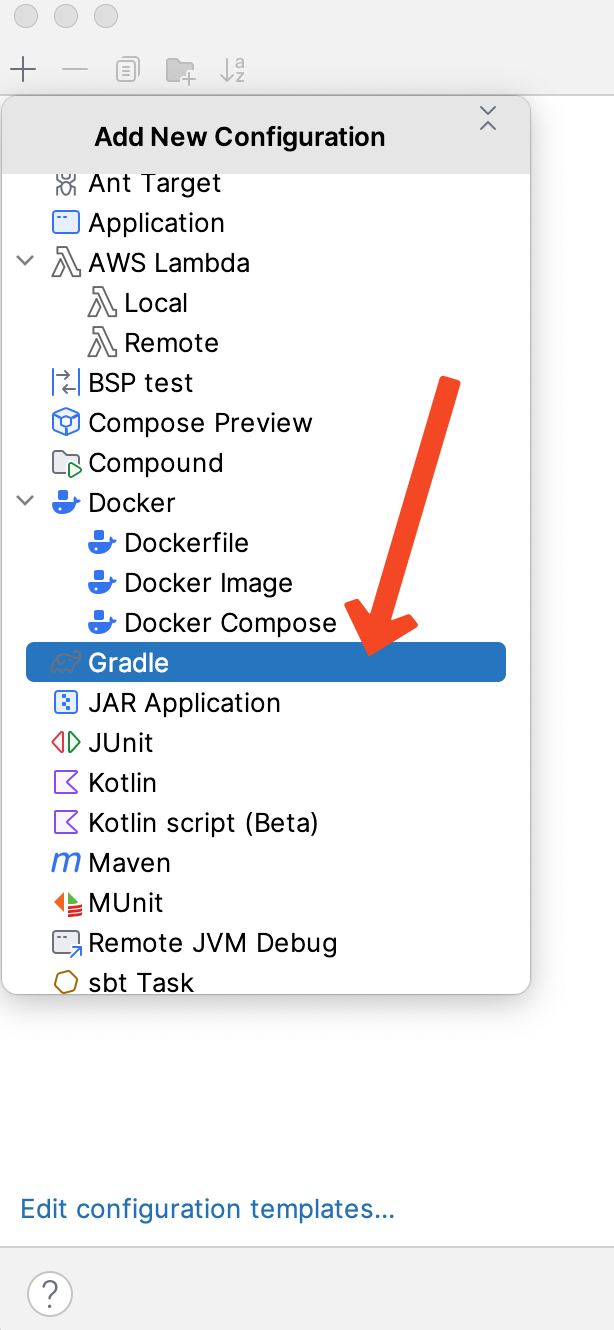 Add New Configuration
Ant Target
Application
AWS Lambda
Local
Remote
BSP test
Compose Preview
Compound
Docker
Dockerfile
Docker Image
Docker Compose
Gradle
JAR Application
JUnit
Kotlin
Kotlin script (Beta)
Maven
MUnit
Remote JVM Debug
sbt Task
Edit configuration templates...
?